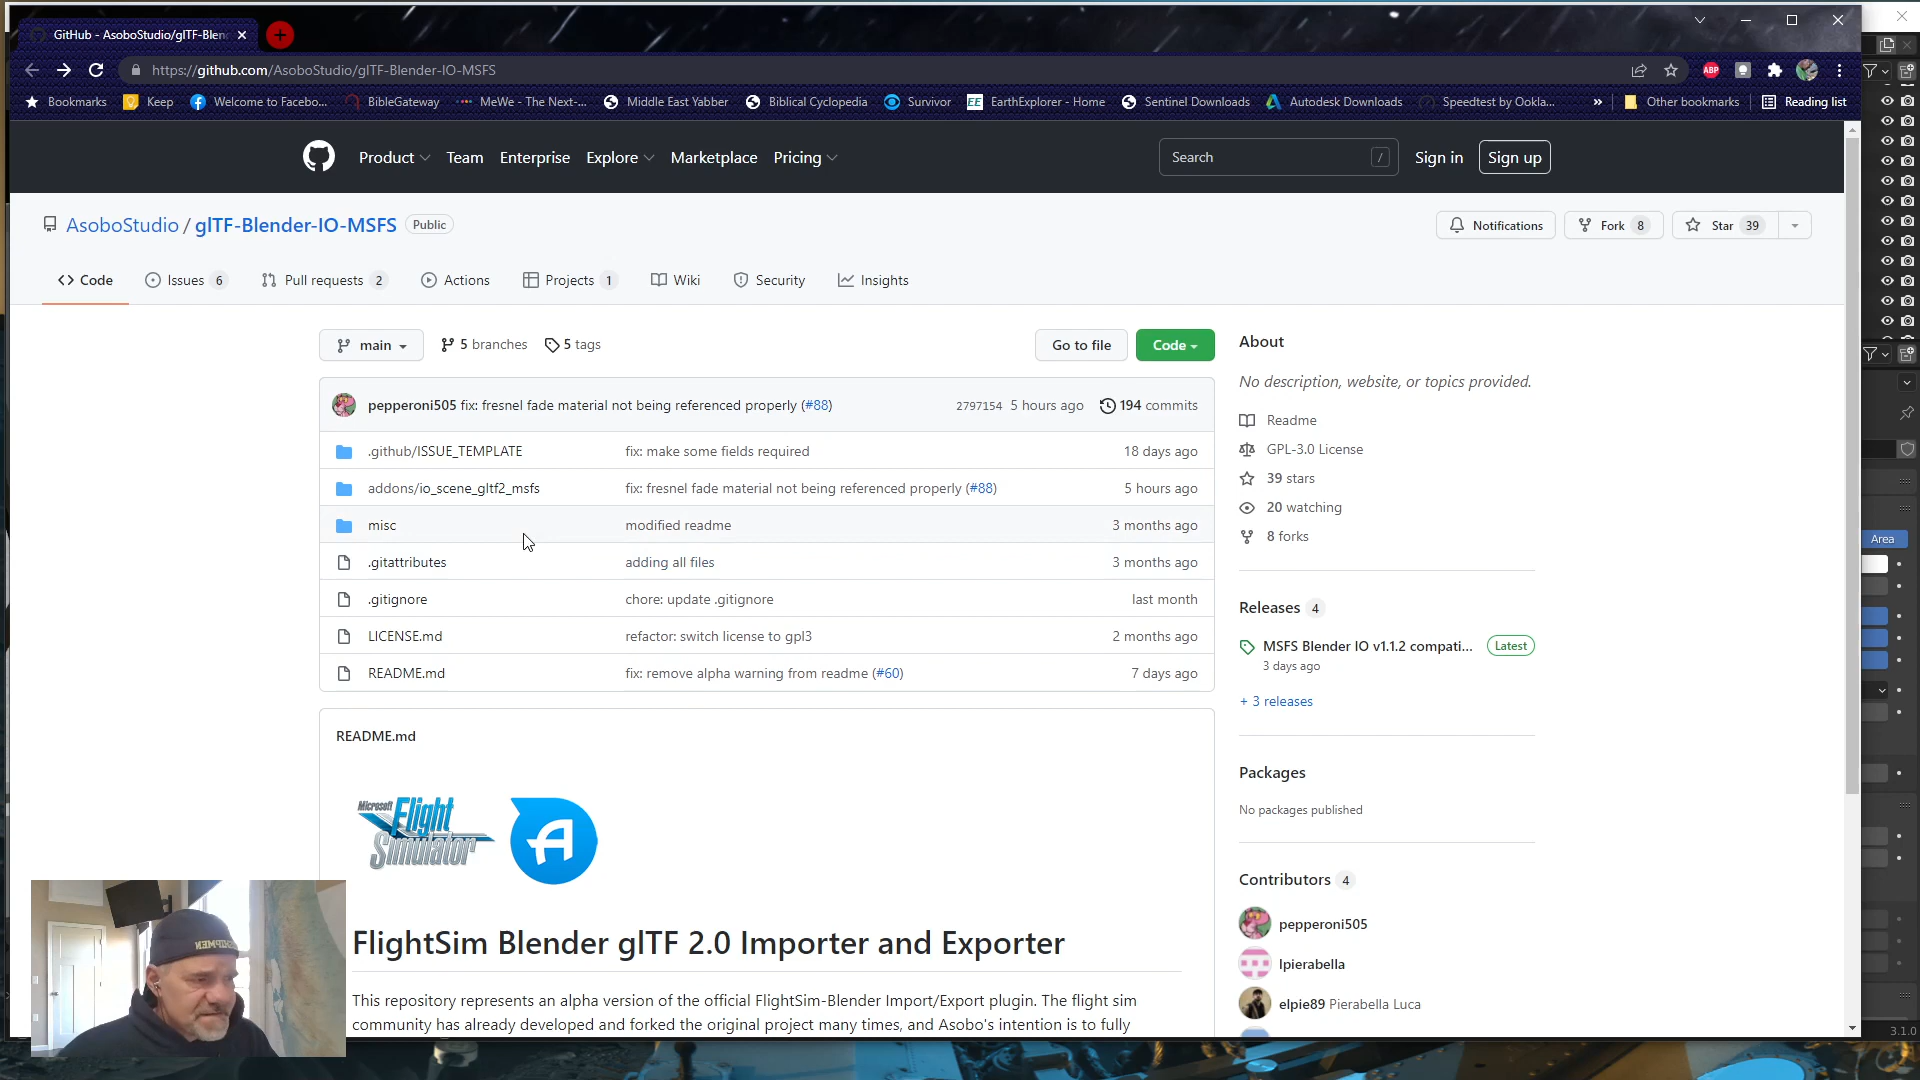 GitHub - AsoboStudio/glTF-Blen
https://github.com/AsoboStudio/glTF-Blender-IO-MSFS
ABP
Bookmarks
Keep
Welcome to Facebo...
BibleGateway
MeWe - The Next-...
Middle East Yabber
Biblical Cyclopedia
Survivor
EE
EarthExplorer - Home
Sentinel Downloads
Autodesk Downloads
Speedtest by Ookla...
»
Other bookmarks
Reading list
Product
Team
Enterprise
Explore
Marketplace
Pricing
Search /
Sign in
Sign up
AsoboStudio / glTF-Blender-IO-MSFS Public
Notifications
Fork 8
Star 39
Code
Issues 6
Pull requests 2
Actions
Projects 1
Wiki
Security
Insights
main
5 branches
5 tags
Go to file
Code
pepperoni505 fix: fresnel fade material not being referenced properly (#88) 2797154 5 hours ago 194 commits
.github/ISSUE_TEMPLATE fix: make some fields required 18 days ago
addons/io_scene_gltf2_msfs fix: fresnel fade material not being referenced properly (#88) 5 hours ago
misc modified readme 3 months ago
.gitattributes adding all files 3 months ago
.gitignore chore: update .gitignore last month
LICENSE.md refactor: switch license to gpl3 2 months ago
README.md fix: remove alpha warning from readme (#60) 7 days ago
README.md
Microsoft
Flight
Simulator
FlightSim Blender glTF 2.0 Importer and Exporter
This repository represents an alpha version of the official FlightSim-Blender Import/Export plugin. The flight sim
community has already developed and forked the original project many times, and Asobo's intention is to fully
About
No description, website, or topics provided.
Readme
GPL-3.0 License
39 stars
20 watching
8 forks
Releases 4
MSFS Blender IO v1.1.2 compati... Latest
3 days ago
+ 3 releases
Packages
No packages published
Contributors 4
pepperoni505
lpierabella
elpie89 Pierabella Luca
Area
3.1.0